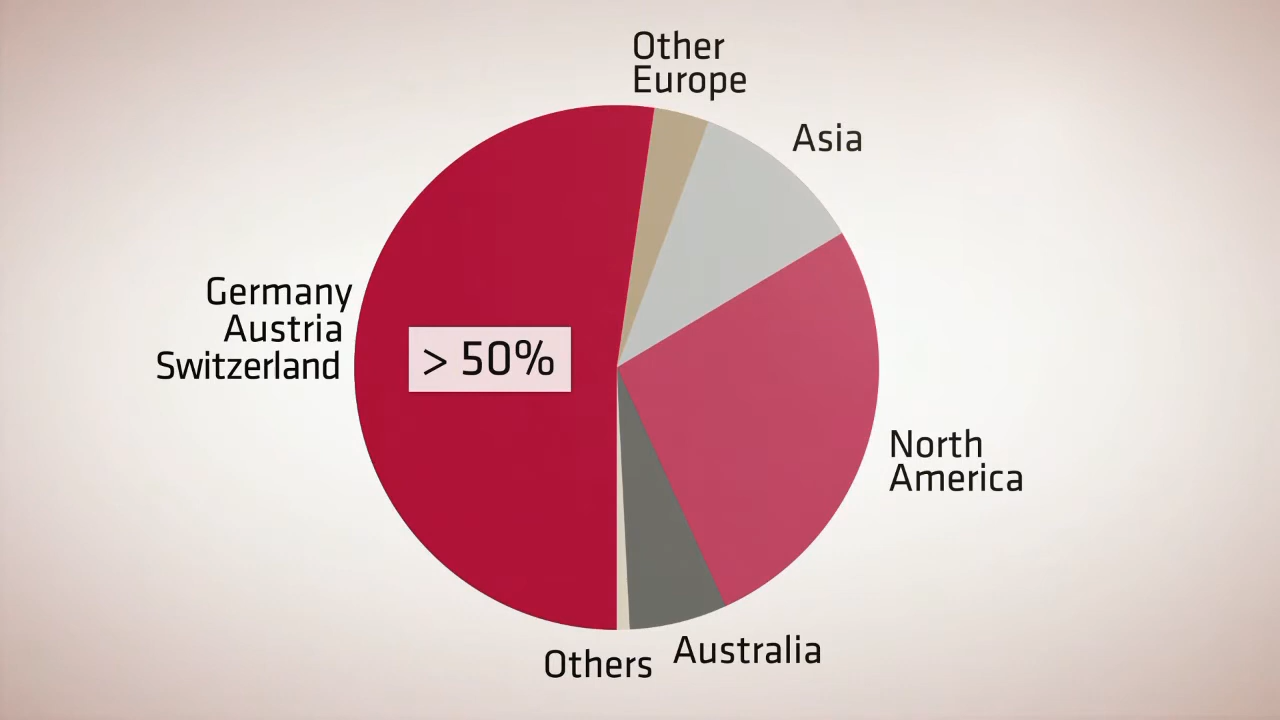 Other
Europe
Asia
Germany
Austria
Switzerland
> 50%
North
America
Others
Australia